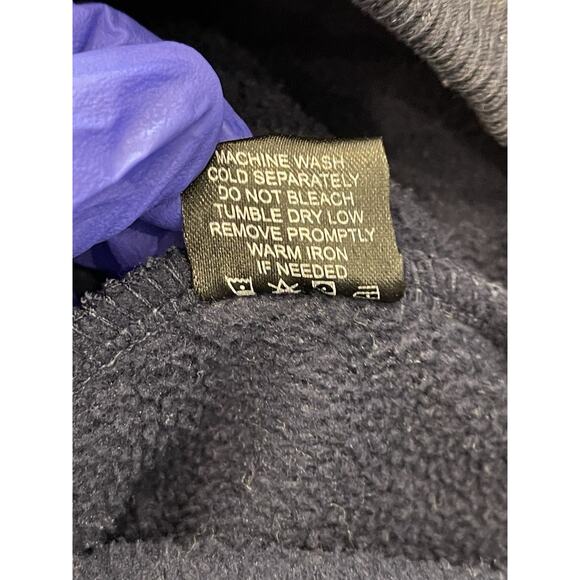 MACHINE WASH
COLD SEPARATELY
DO NOT BLEACH
TUMBLE DRY LOW
REMOVE PROMPTLY
WARM IRON
IF NEEDED